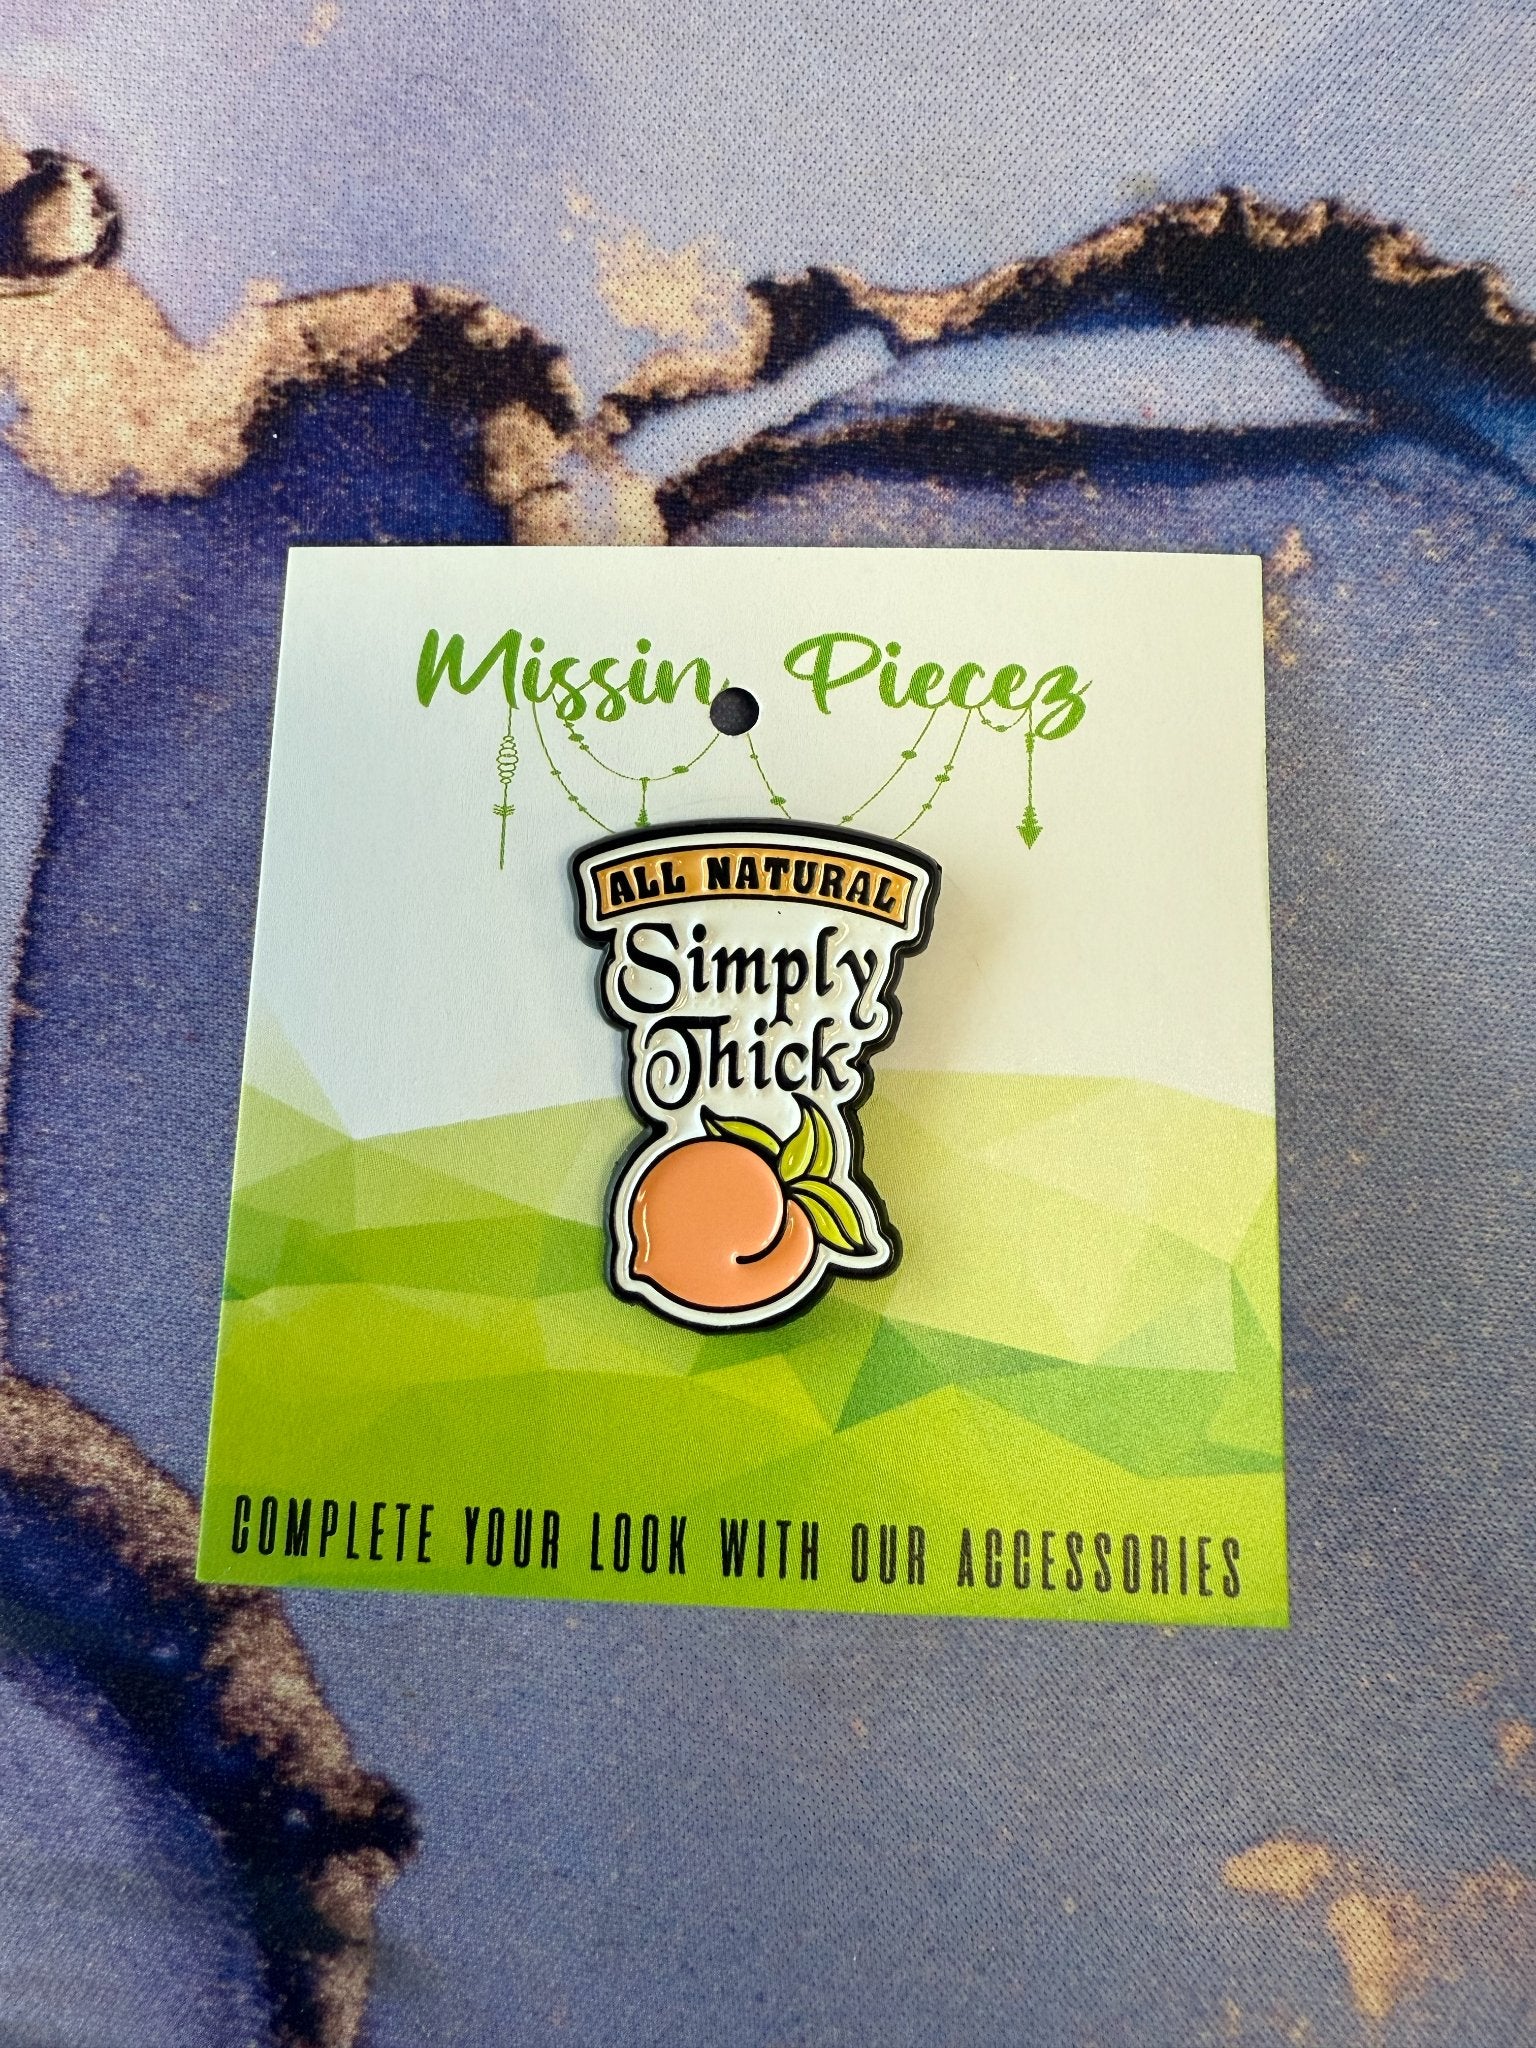 Missin Piecez
ALL NATURAL
Simply
Thick
COMPLETE YOUR LOOK WITH OUR ACCESSORIES